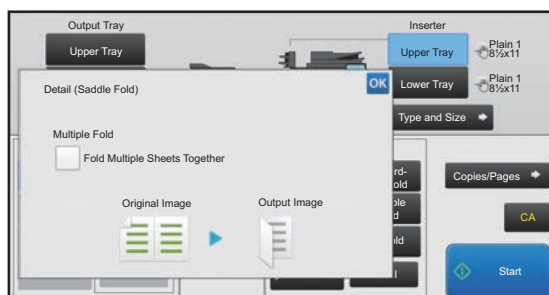 Output Tray
Inserter
Upper Tray
Upper Tray
Plain 1
8½x11
Detail (Saddle Fold)
OK
Lower Tray
Plain 1
8½x11
Type and Size
Multiple Fold
Fold Multiple Sheets Together
Copies/Pages
Original Image
Output Image
CA
Start